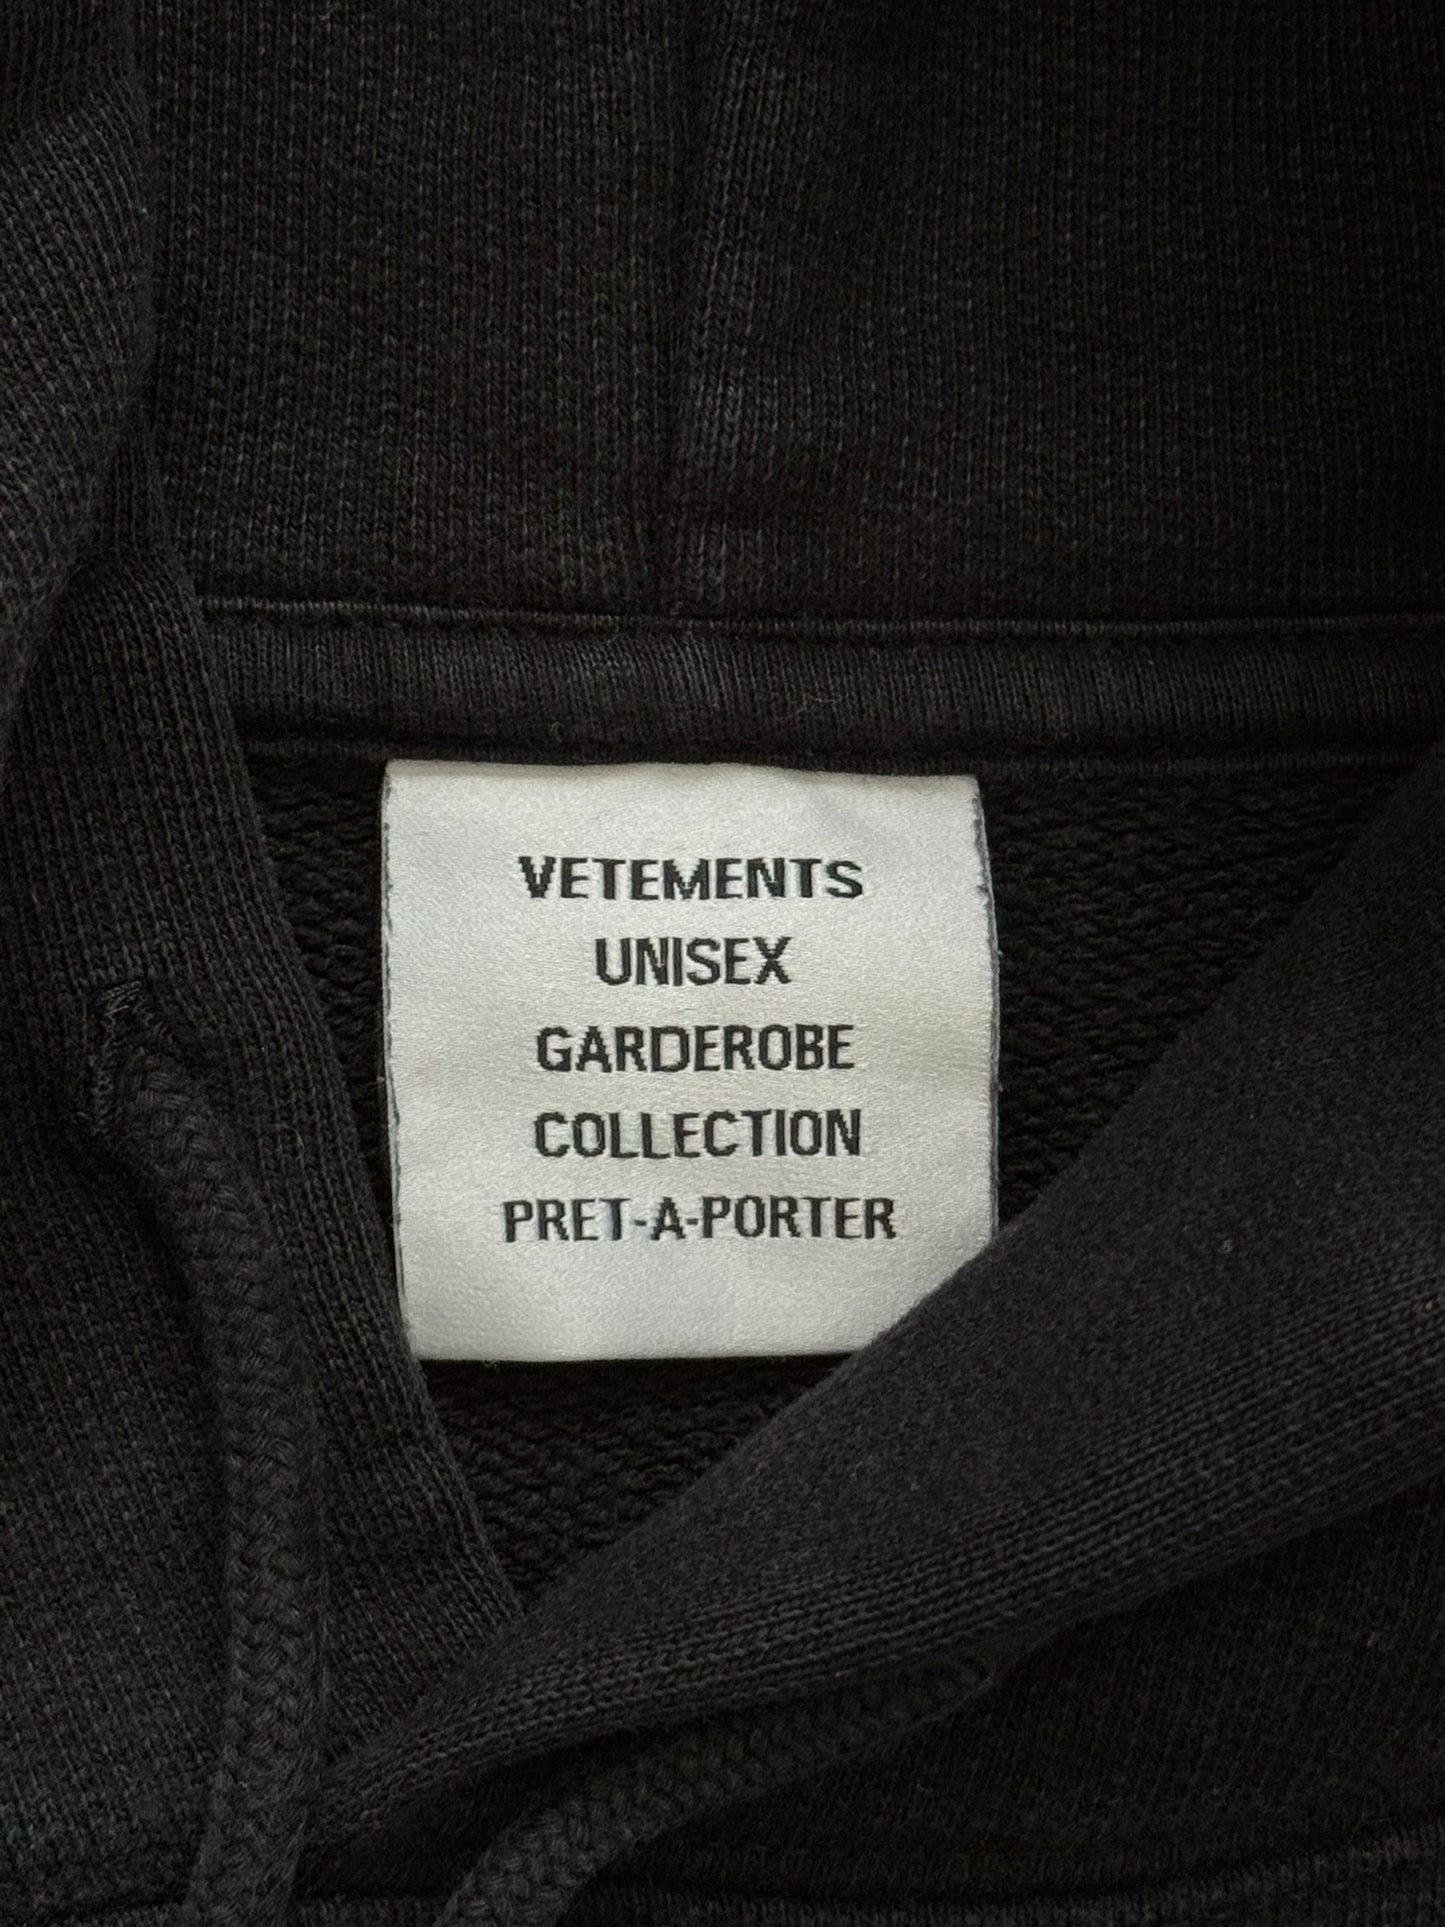 VETEMENTS
UNISEX
GARDEROBE
COLLECTION
PRET-A-PORTER